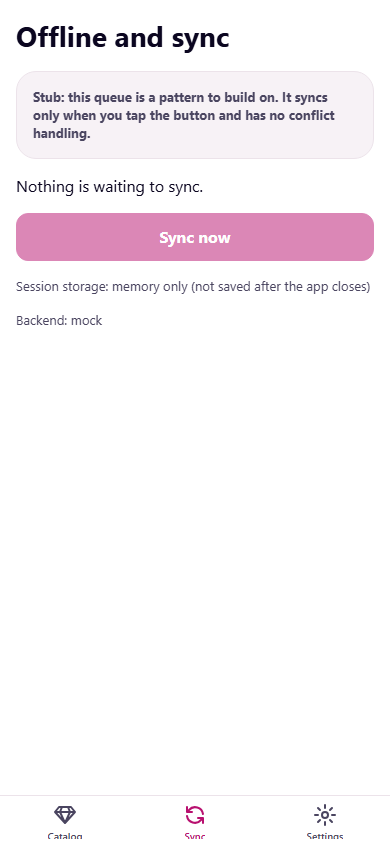 Offline and sync
Stub: this queue is a pattern to build on. It syncs
only when you tap the button and has no conflict
handling.
Nothing is waiting to sync.
Sync now
Session storage: memory only (not saved after the app closes)
Backend: mock
Catalog
Sync
Settings